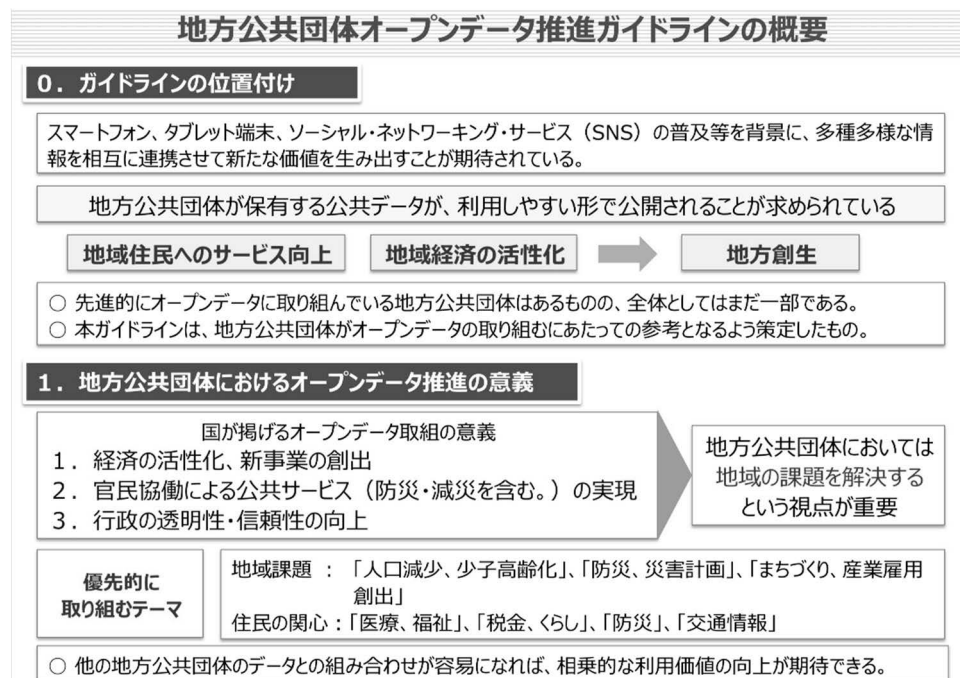 地方公共団体オープンデータ推進ガイドラインの概要
０．ガイドラインの位置付け
スマートフォン、タブレット端末、ソーシャル・ネットワーキング・サービス（SNS）の普及等を背景に、多種多様な情
報を相互に連携させて新たな価値を生み出すことが期待されている。
地方公共団体が保有する公共データが、利用しやすい形で公開されることが求められている
地域住民へのサービス向上
地域経済の活性化
地方創生
○ 先進的にオープンデータに取り組んでいる地方公共団体はあるものの、全体としてはまだ一部である。
○ 本ガイドラインは、地方公共団体がオープンデータの取り組むにあたっての参考となるよう策定したもの。
１．地方公共団体におけるオープンデータ推進の意義
国が掲げるオープンデータ取組の意義
１．経済の活性化、新事業の創出
２．官民協働による公共サービス（防災・減災を含む。）の実現
３．行政の透明性・信頼性の向上
地方公共団体においては
地域の課題を解決する
という視点が重要
優先的に
取り組むテーマ
地域課題 ：「人口減少、少子高齢化」、「防災、災害計画」、「まちづくり、産業雇用
創出」
住民の関心：「医療、福祉」、「税金、くらし」、「防災」、「交通情報」
○ 他の地方公共団体のデータとの組み合わせが容易になれば、相乗的な利用価値の向上が期待できる。